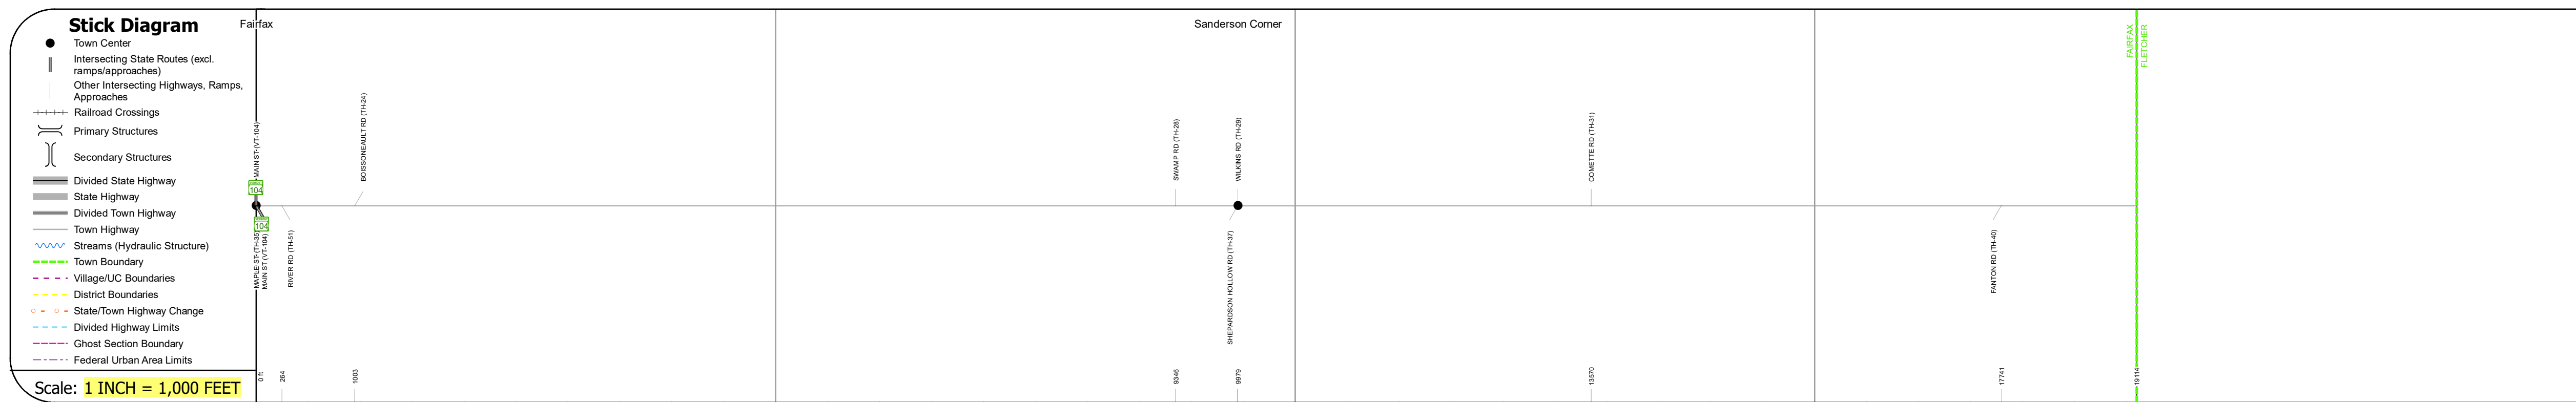 Stick Diagram
Town Center
Intersecting State Routes (excl.
ramps/approaches)
Other Intersecting Highways, Ramps,
Approaches
Railroad Crossings
Primary Structures
Secondary Structures
Divided State Highway
State Highway
Divided Town Highway
Town Highway
Streams (Hydraulic Structure)
Town Boundary
Village/UC Boundaries
District Boundaries
State/Town Highway Change
Divided Highway Limits
Ghost Section Boundary
Federal Urban Area Limits
Scale: 1 INCH = 1,000 FEET
Fairfax
Sanderson Corner
FAIRFAX
FLETCHER
MAIN ST (VT-104)
104
104
MAPLE ST (TH-35)
MAIN ST (VT-104)
RIVER RD (TH-51)
BOISSONEAULT RD (TH-24)
SWAMP RD (TH-28)
WILKINS RD (TH-29)
SHEPARDSON HOLLOW RD (TH-37)
COMETTE RD (TH-31)
FANTON RD (TH-40)
0 ft
264
1003
9346
9979
13570
17741
19114